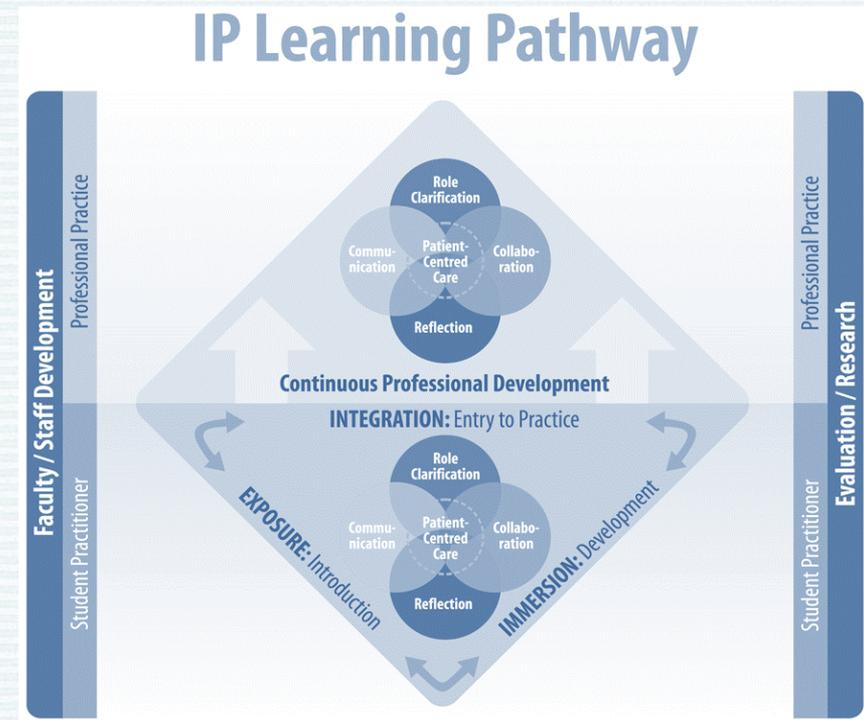 IP Learning Pathway
Faculty / Staff Development
Professional Practice
Student Practitioner
Role
Clarification
Commu-
nication
Patient-
Centred
Care
Collabo-
ration
Reflection
Continuous Professional Development
INTEGRATION: Entry to Practice
Role
Clarification
Commu-
nication
Patient-
Centred
Care
Collabo-
ration
Reflection
EXPOSURE: Introduction
IMMERSION: Development
Professional Practice
Student Practitioner
Evaluation / Research